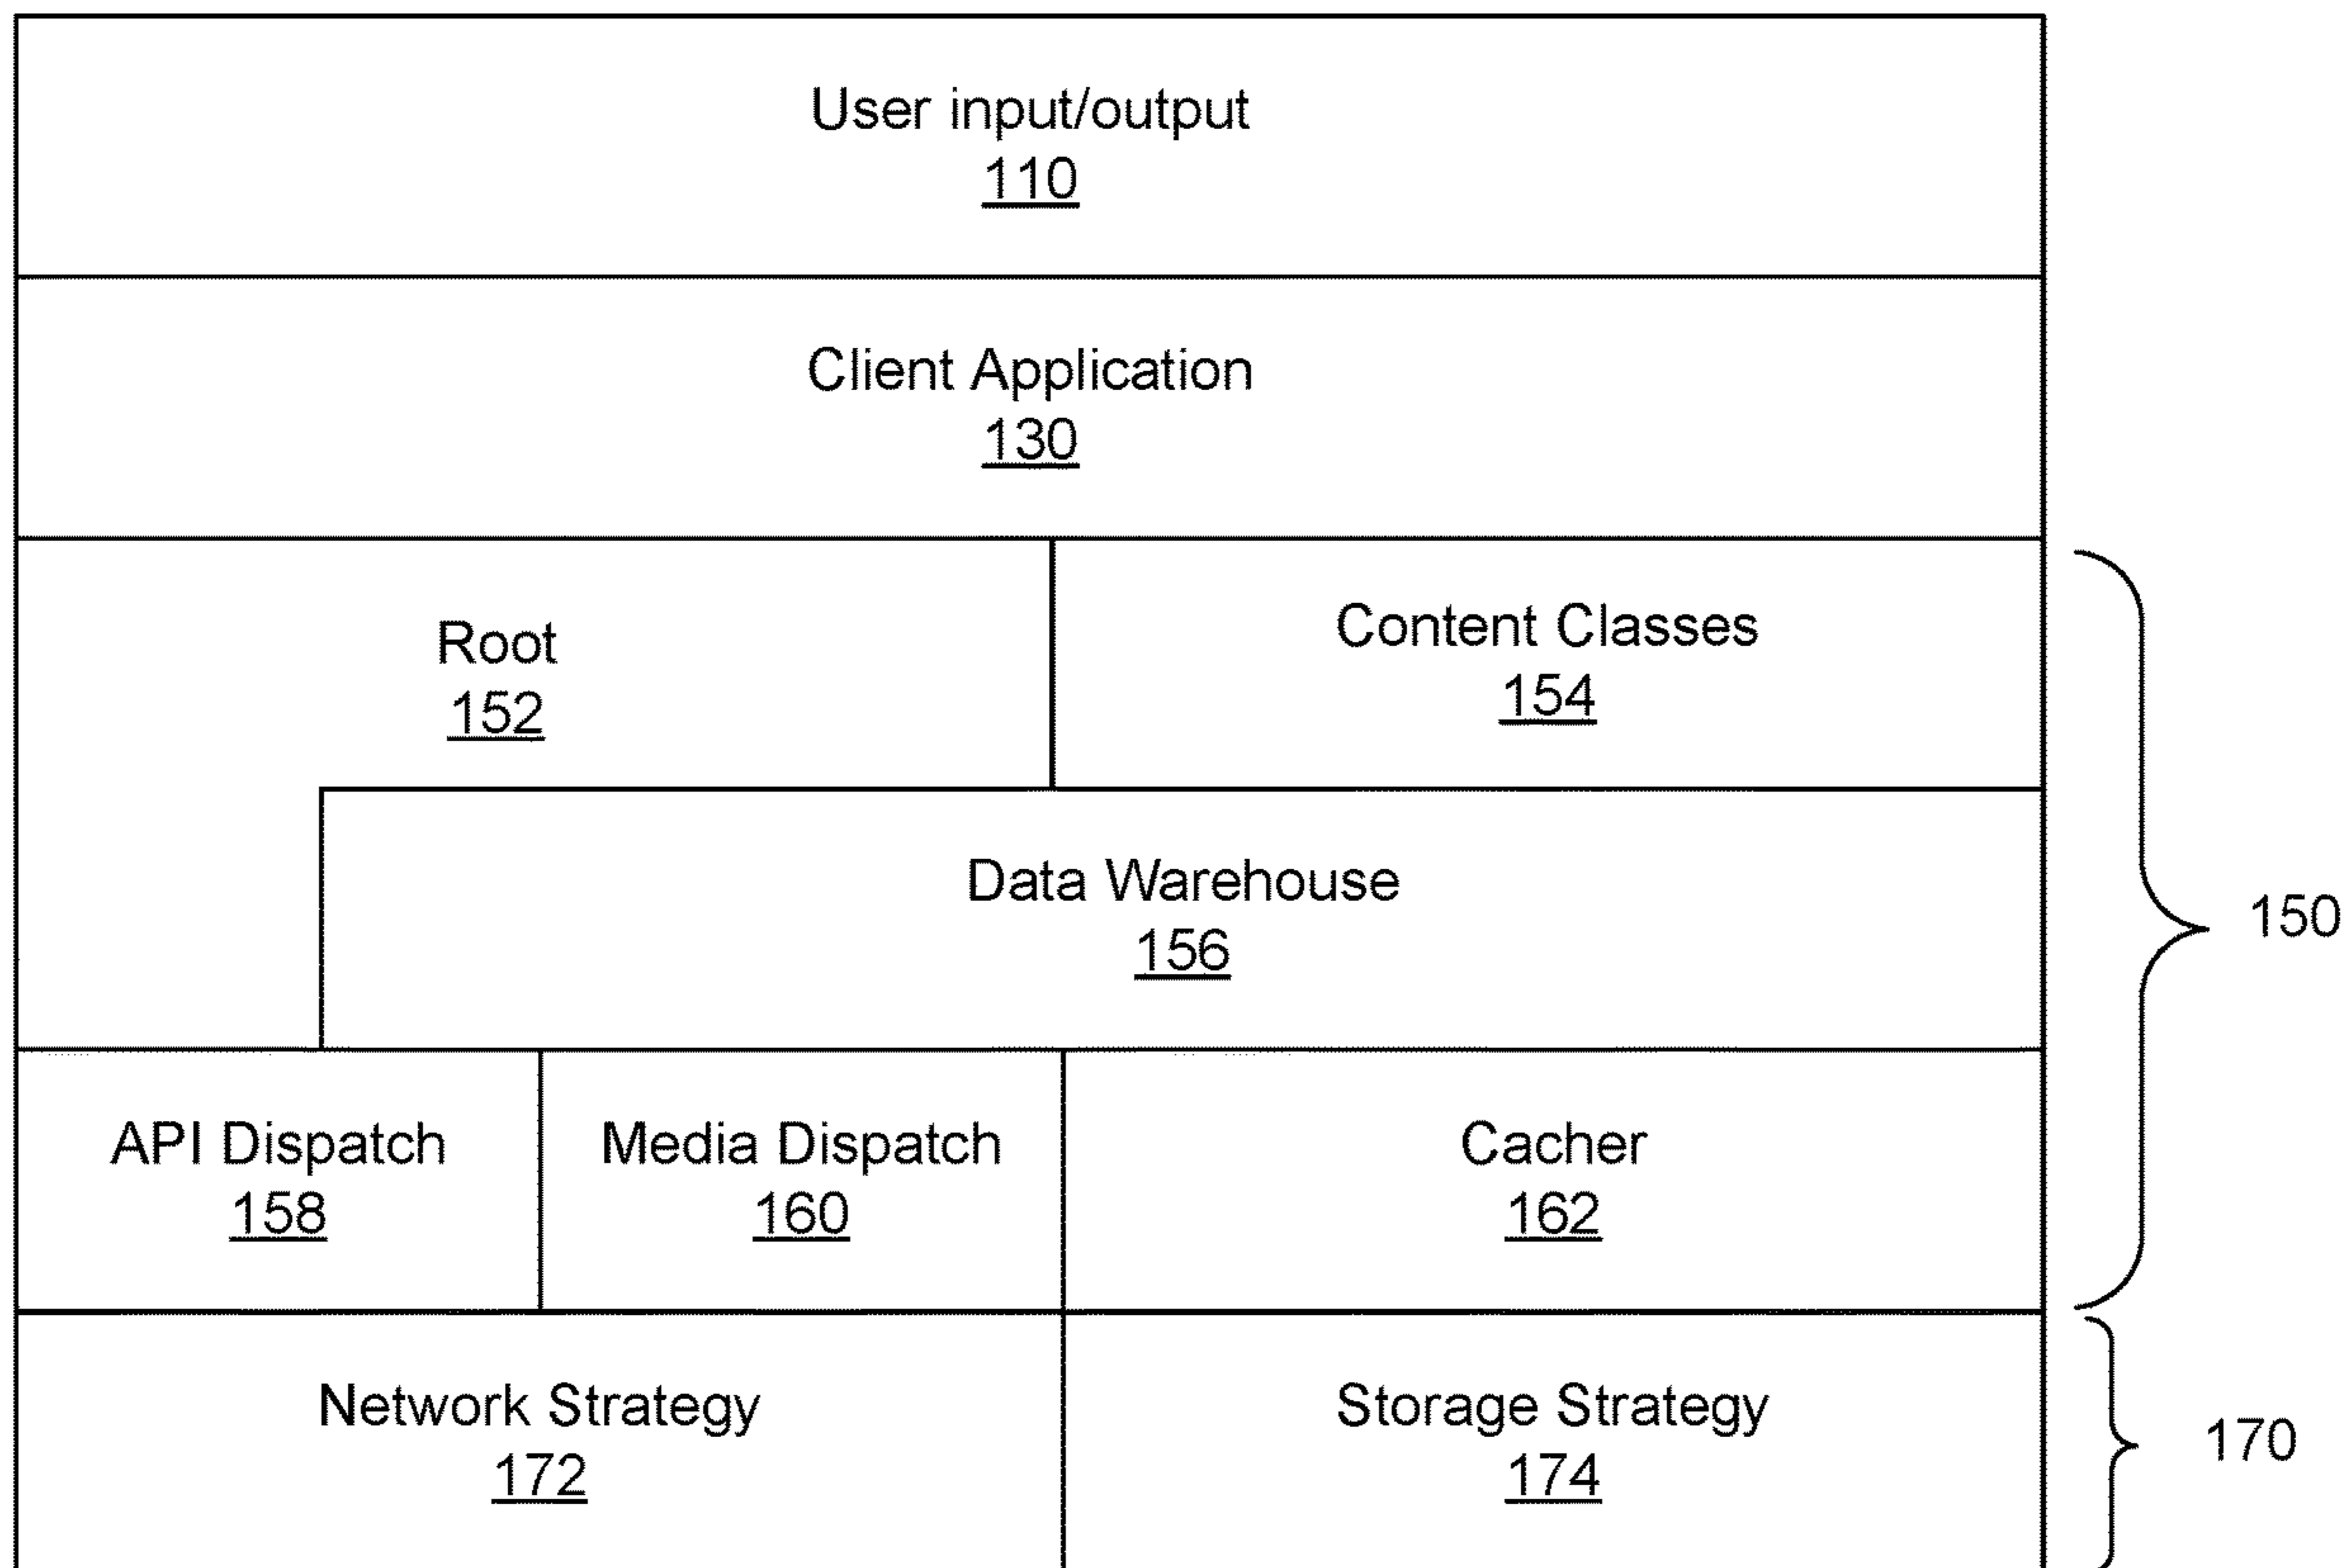 User input/output
110
Client Application
130
Root
152
Content Classes
154
Data Warehouse
156
150
API Dispatch
158
Media Dispatch
160
Cacher
162
Network Strategy
172
Storage Strategy
174
170